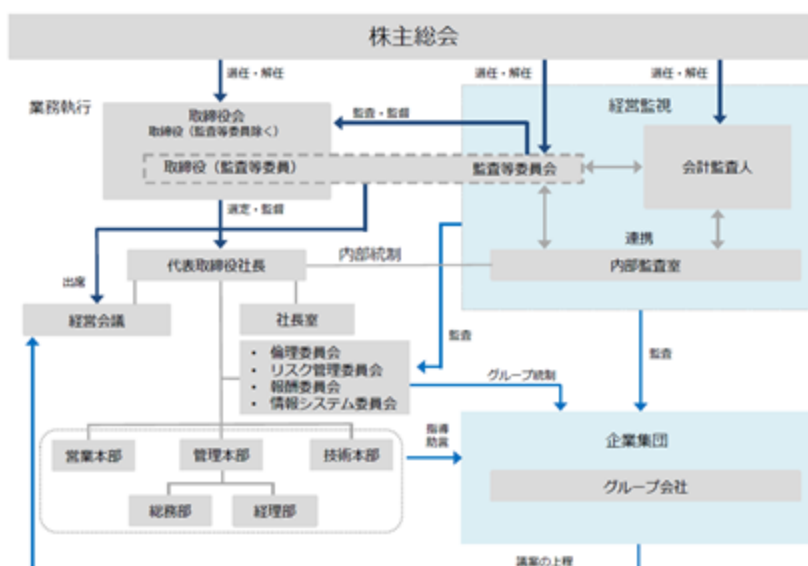 株主総会
選任・解任
選任・解任
選任・解任
業務執行
取締役会
取締役（監査等委員除く）
監査・監督
経営監視
取締役（監査等委員）
監査等委員会
会計監査人
選定・監督
連携
代表取締役社長
内部統制
内部監査室
出席
経営会議
社長室
監査
監査
・ 倫理委員会
・ リスク管理委員会
・ 報酬委員会
・ 情報システム委員会
グループ統制
指導
助言
企業集団
営業本部
管理本部
技術本部
グループ会社
総務部
経理部
議案の上程